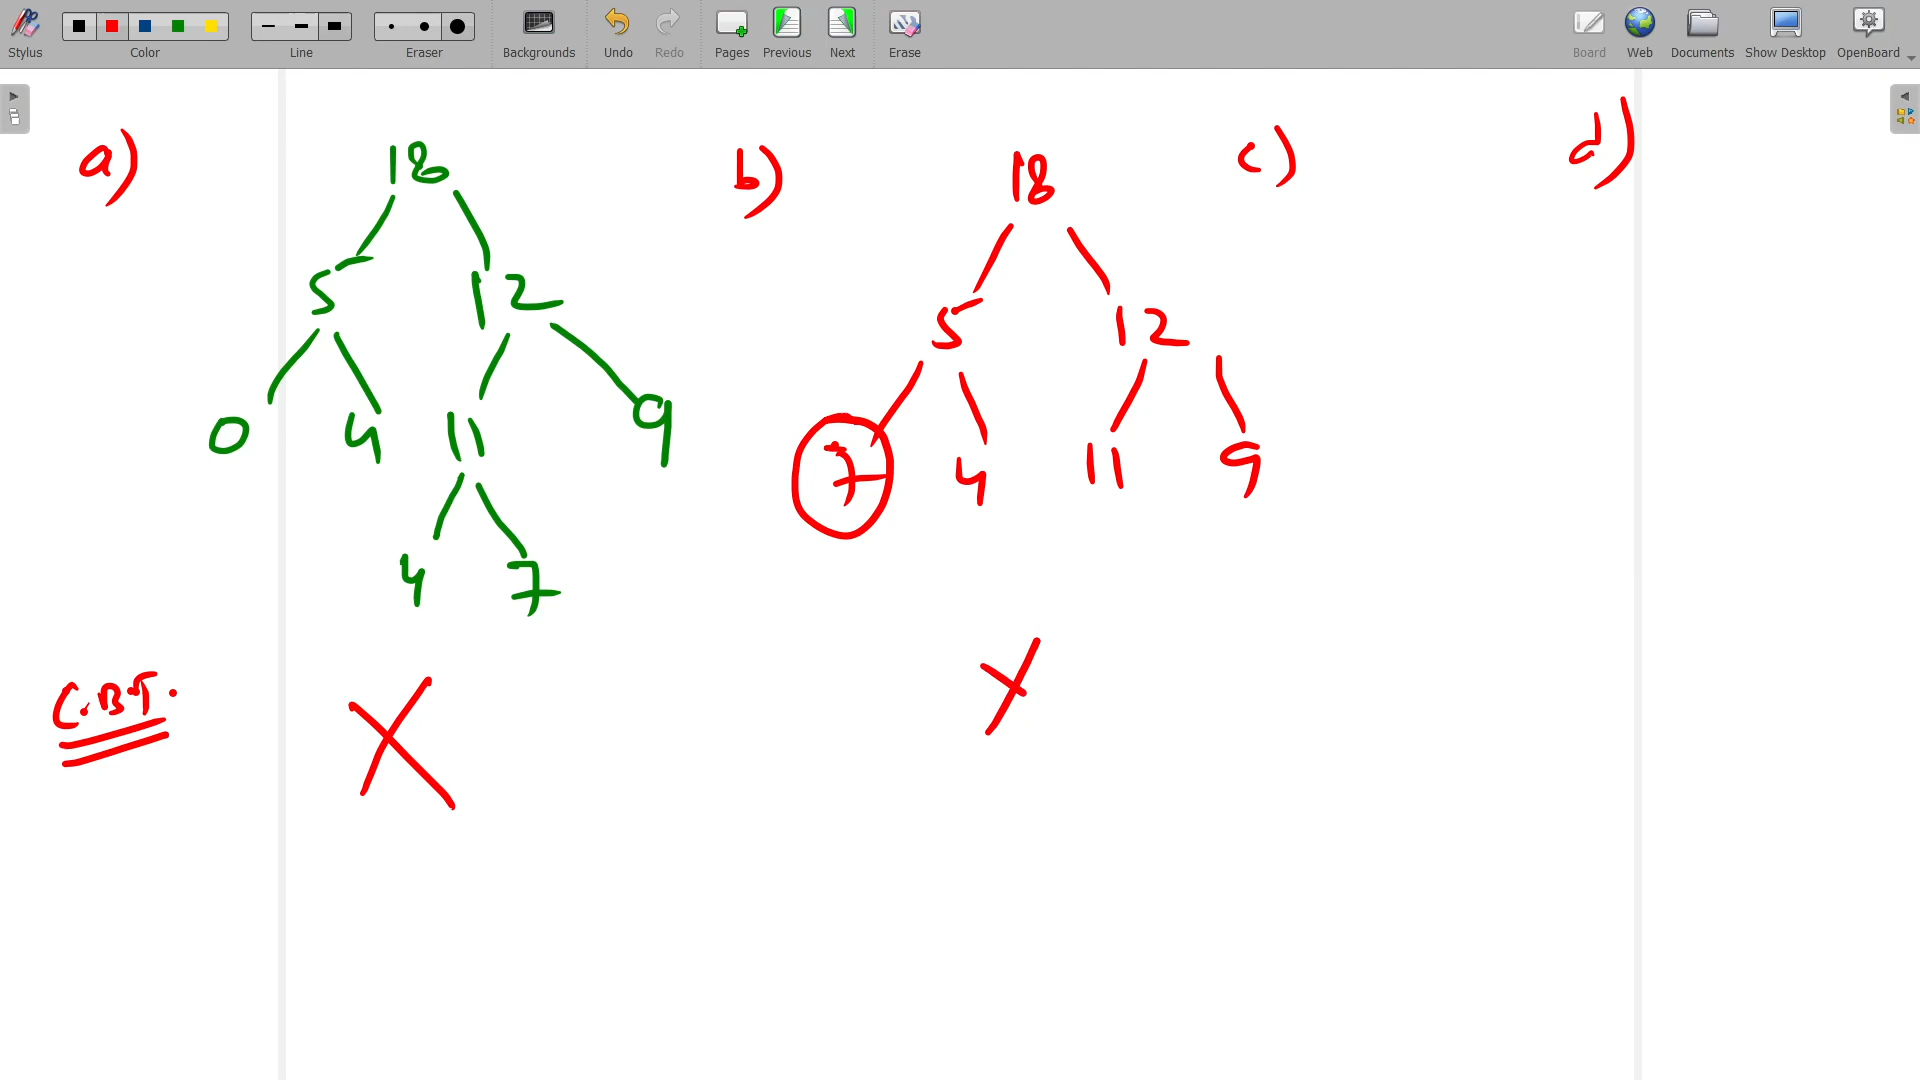 Stylus Color Line Eraser Backgrounds Undo Redo Pages Previous Next Erase Board Web Documents Show Desktop OpenBoard
a) 18 b) 18 c) d)
5 12 5 12
0 4 11 9 7 4 11 9
4 7
C.B.T.